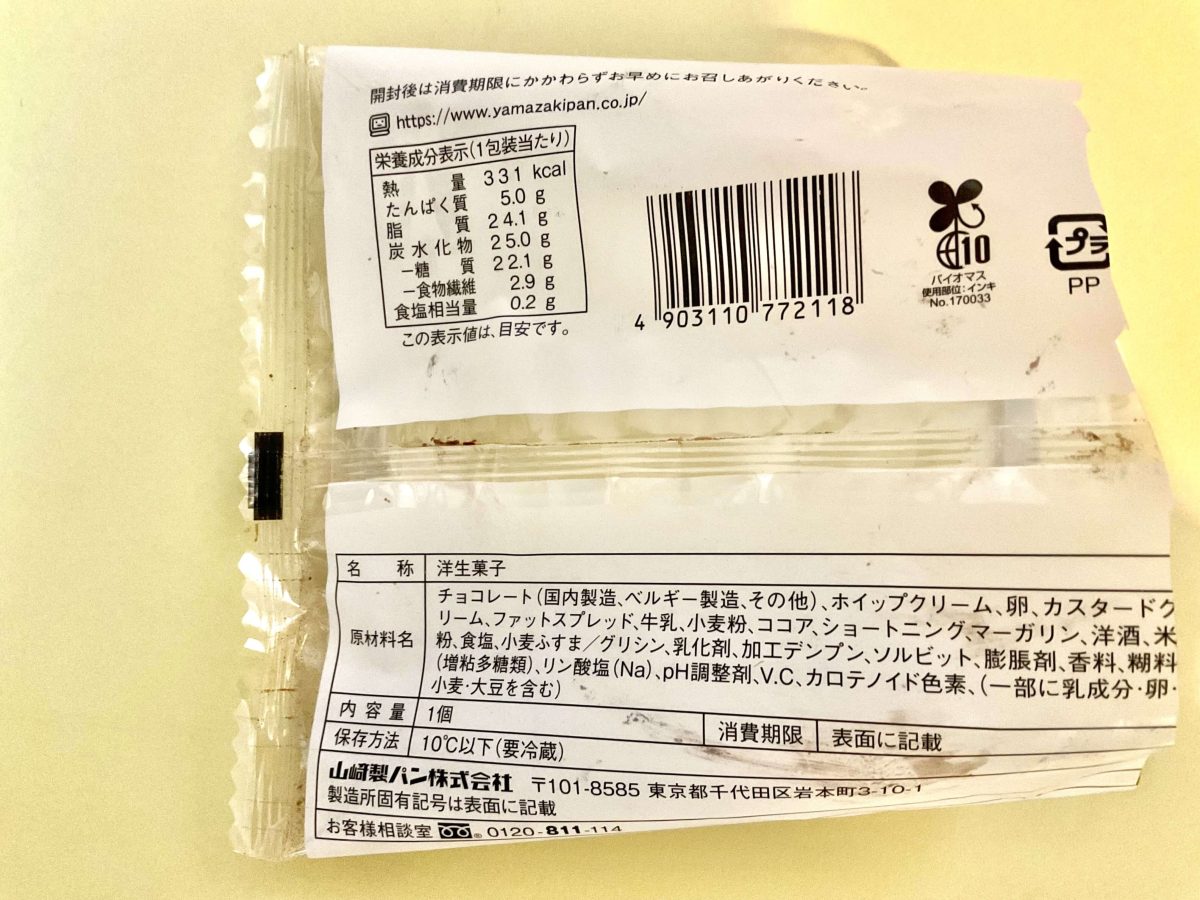 開封後は消費期限にかかわらずお早めにお召しあがりください。
https://www.yamazakipan.co.jp/
栄養成分表示(1包装当たり)
熱量 331 kcal
たんぱく質 5.0 g
脂質 24.1 g
炭水化物 25.0 g
−糖質 22.1 g
−食物繊維 2.9 g
食塩相当量 0.2 g
この表示値は、目安です。
4 903110 772118
10
バイオマス
使用部位:インキ
No.170033
プラ
PP
名称 洋生菓子
原材料名
チョコレート(国内製造、ベルギー製造、その他)、ホイップクリーム、卵、カスタードク
リーム、ファットスプレッド、牛乳、小麦粉、ココア、ショートニング、マーガリン、洋酒、米
粉、食塩、小麦ふすま/グリシン、乳化剤、加工デンプン、ソルビット、膨脹剤、香料、糊料
(増粘多糖類)、リン酸塩(Na)、pH調整剤、V.C、カロテノイド色素、(一部に乳成分・卵・
小麦・大豆を含む)
内容量 1個 消費期限 表面に記載
保存方法 10℃以下(要冷蔵)
山崎製パン株式会社 〒101-8585 東京都千代田区岩本町3-10-1
製造所固有記号は表面に記載
お客様相談室 0120-811-114